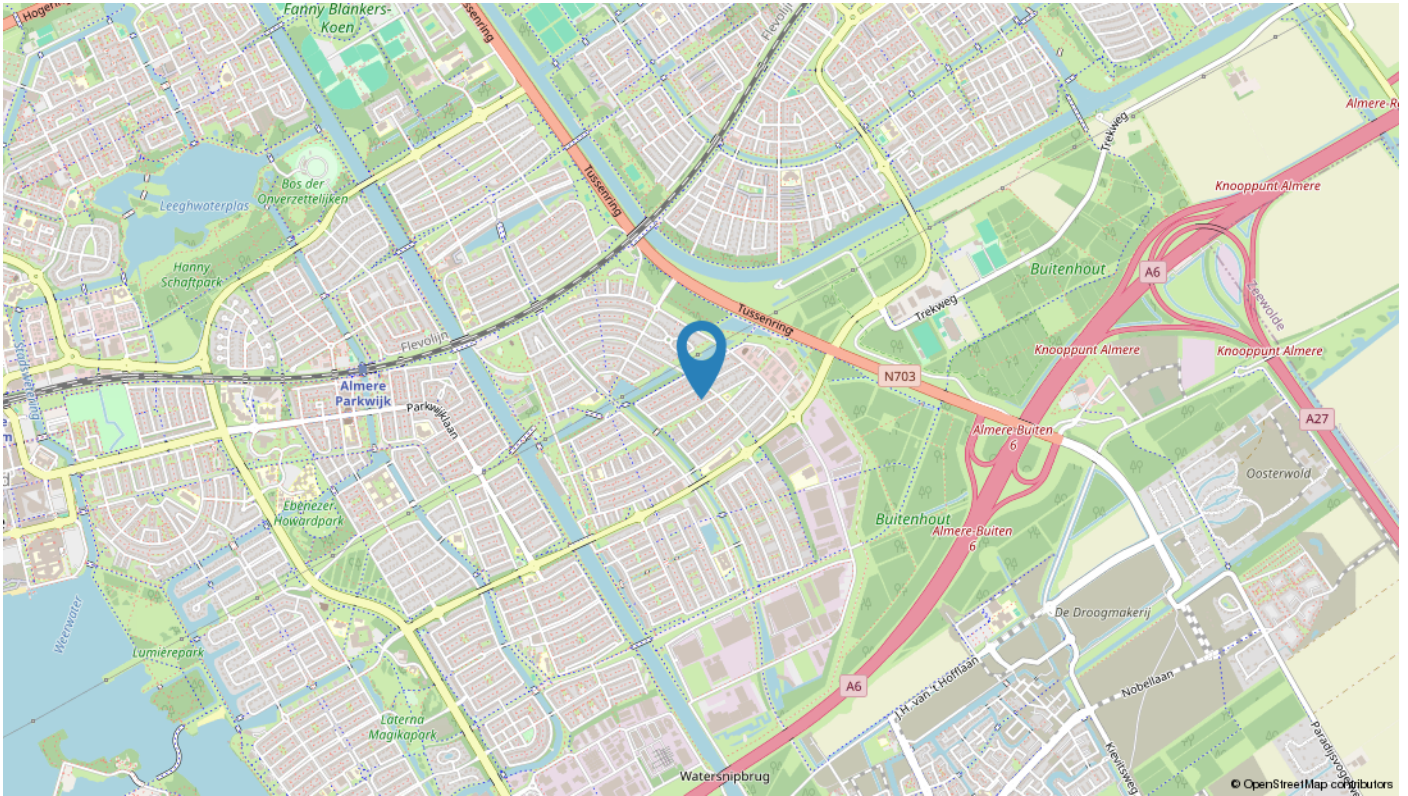 Fanny Blankers-
Koen
Tussenring
Flevolijn
Almere-Re
Trekweg
Leeghwaterplas
Bos der
Onverzettelijken
Tussenring
Knooppunt Almere
Hanny
Schaftpark
Buitenhout
A6
Zeewolde
Trekweg
Tussenring
Flevolijn
Knooppunt Almere
Knooppunt Almere
Almere
Parkwijk
N703
Parkwijklaan
A27
Almere-Buiten
6
Oosterwold
Ebenezer
Howardpark
Buitenhout
Almere-Buiten
6
Weerwater
De Droogmakerij
Lumièrepark
A6
J.H. van 't Hofflaan
Nobellaan
Laterna
Magikapark
Kievitsweg
Watersnipbrug
© OpenStreetMap contributors